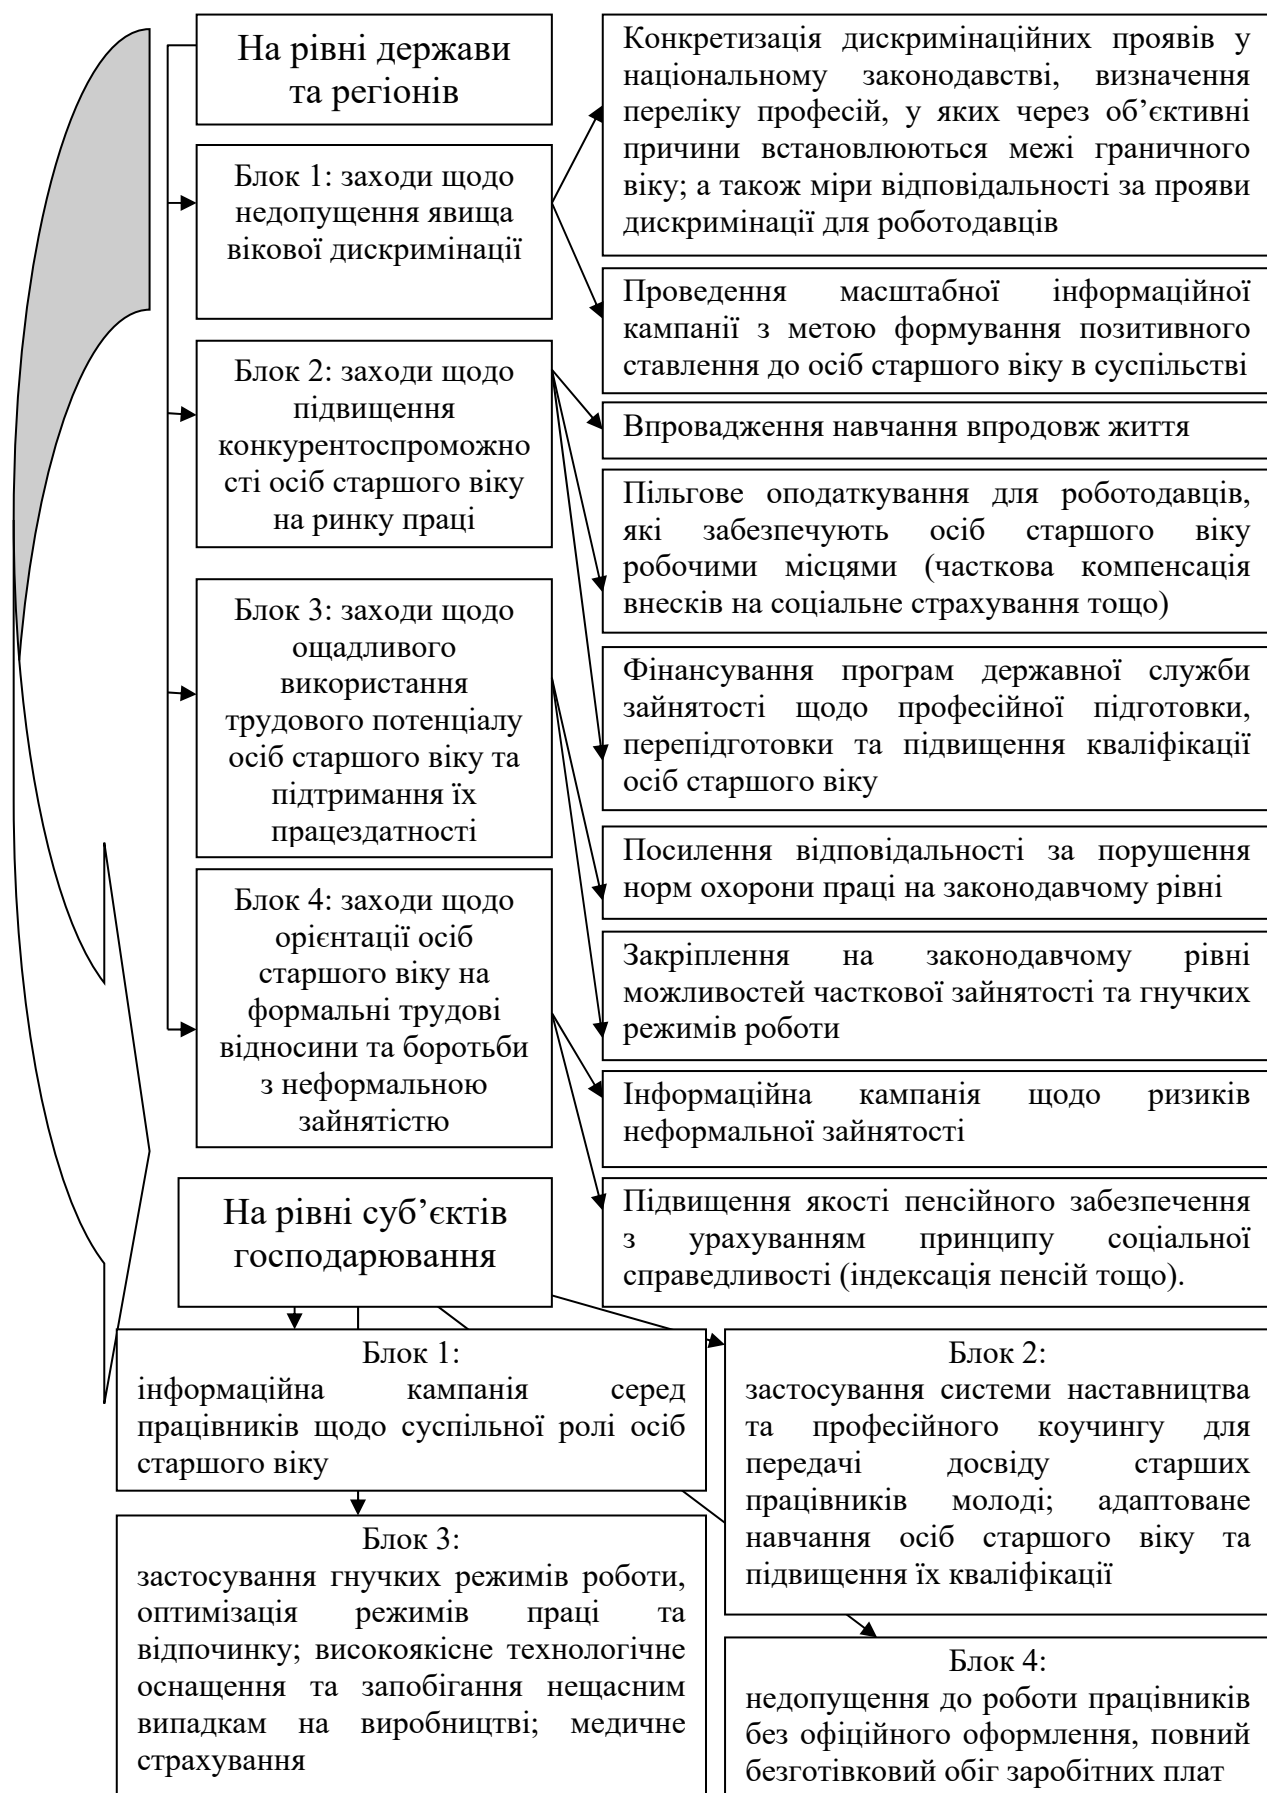 На рівні держави
та регіонів
Блок 1: заходи щодо
недопущення явища
вікової дискримінації
Конкретизація дискримінаційних проявів у
національному законодавстві, визначення
переліку професій, у яких через об’єктивні
причини встановлюються межі граничного
віку; а також міри відповідальності за прояви
дискримінації для роботодавців
Проведення масштабної інформаційної
кампанії з метою формування позитивного
ставлення до осіб старшого віку в суспільстві
Блок 2: заходи щодо
підвищення
конкурентоспроможно
сті осіб старшого віку
на ринку праці
Впровадження навчання впродовж життя
Пільгове оподаткування для роботодавців,
які забезпечують осіб старшого віку
робочими місцями (часткова компенсація
внесків на соціальне страхування тощо)
Фінансування програм державної служби
зайнятості щодо професійної підготовки,
перепідготовки та підвищення кваліфікації
осіб старшого віку
Блок 3: заходи щодо
ощадливого
використання
трудового потенціалу
осіб старшого віку та
підтримання їх
працездатності
Посилення відповідальності за порушення
норм охорони праці на законодавчому рівні
Закріплення на законодавчому рівні
можливостей часткової зайнятості та гнучких
режимів роботи
Блок 4: заходи щодо
орієнтації осіб
старшого віку на
формальні трудові
відносини та боротьби
з неформальною
зайнятістю
Інформаційна кампанія щодо ризиків
неформальної зайнятості
Підвищення якості пенсійного забезпечення
з урахуванням принципу соціальної
справедливості (індексація пенсій тощо).
На рівні суб’єктів
господарювання
Блок 1:
інформаційна кампанія серед
працівників щодо суспільної ролі осіб
старшого віку
Блок 2:
застосування системи наставництва
та професійного коучингу для
передачі досвіду старших
працівників молоді; адаптоване
навчання осіб старшого віку та
підвищення їх кваліфікації
Блок 3:
застосування гнучких режимів роботи,
оптимізація режимів праці та
відпочинку; високоякісне технологічне
оснащення та запобігання нещасним
випадкам на виробництві; медичне
страхування
Блок 4:
недопущення до роботи працівників
без офіційного оформлення, повний
безготівковий обіг заробітних плат